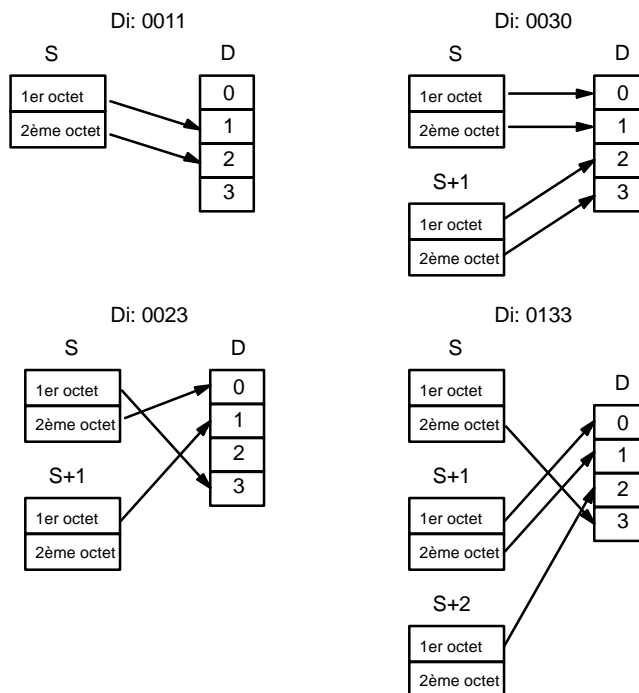 Di: 0011
S
D
1er octet
2ème octet
0
1
2
3
Di: 0030
S
D
1er octet
2ème octet
S+1
1er octet
2ème octet
0
1
2
3
Di: 0023
S
D
1er octet
2ème octet
S+1
1er octet
2ème octet
0
1
2
3
Di: 0133
S
D
1er octet
2ème octet
S+1
1er octet
2ème octet
S+2
1er octet
2ème octet
0
1
2
3